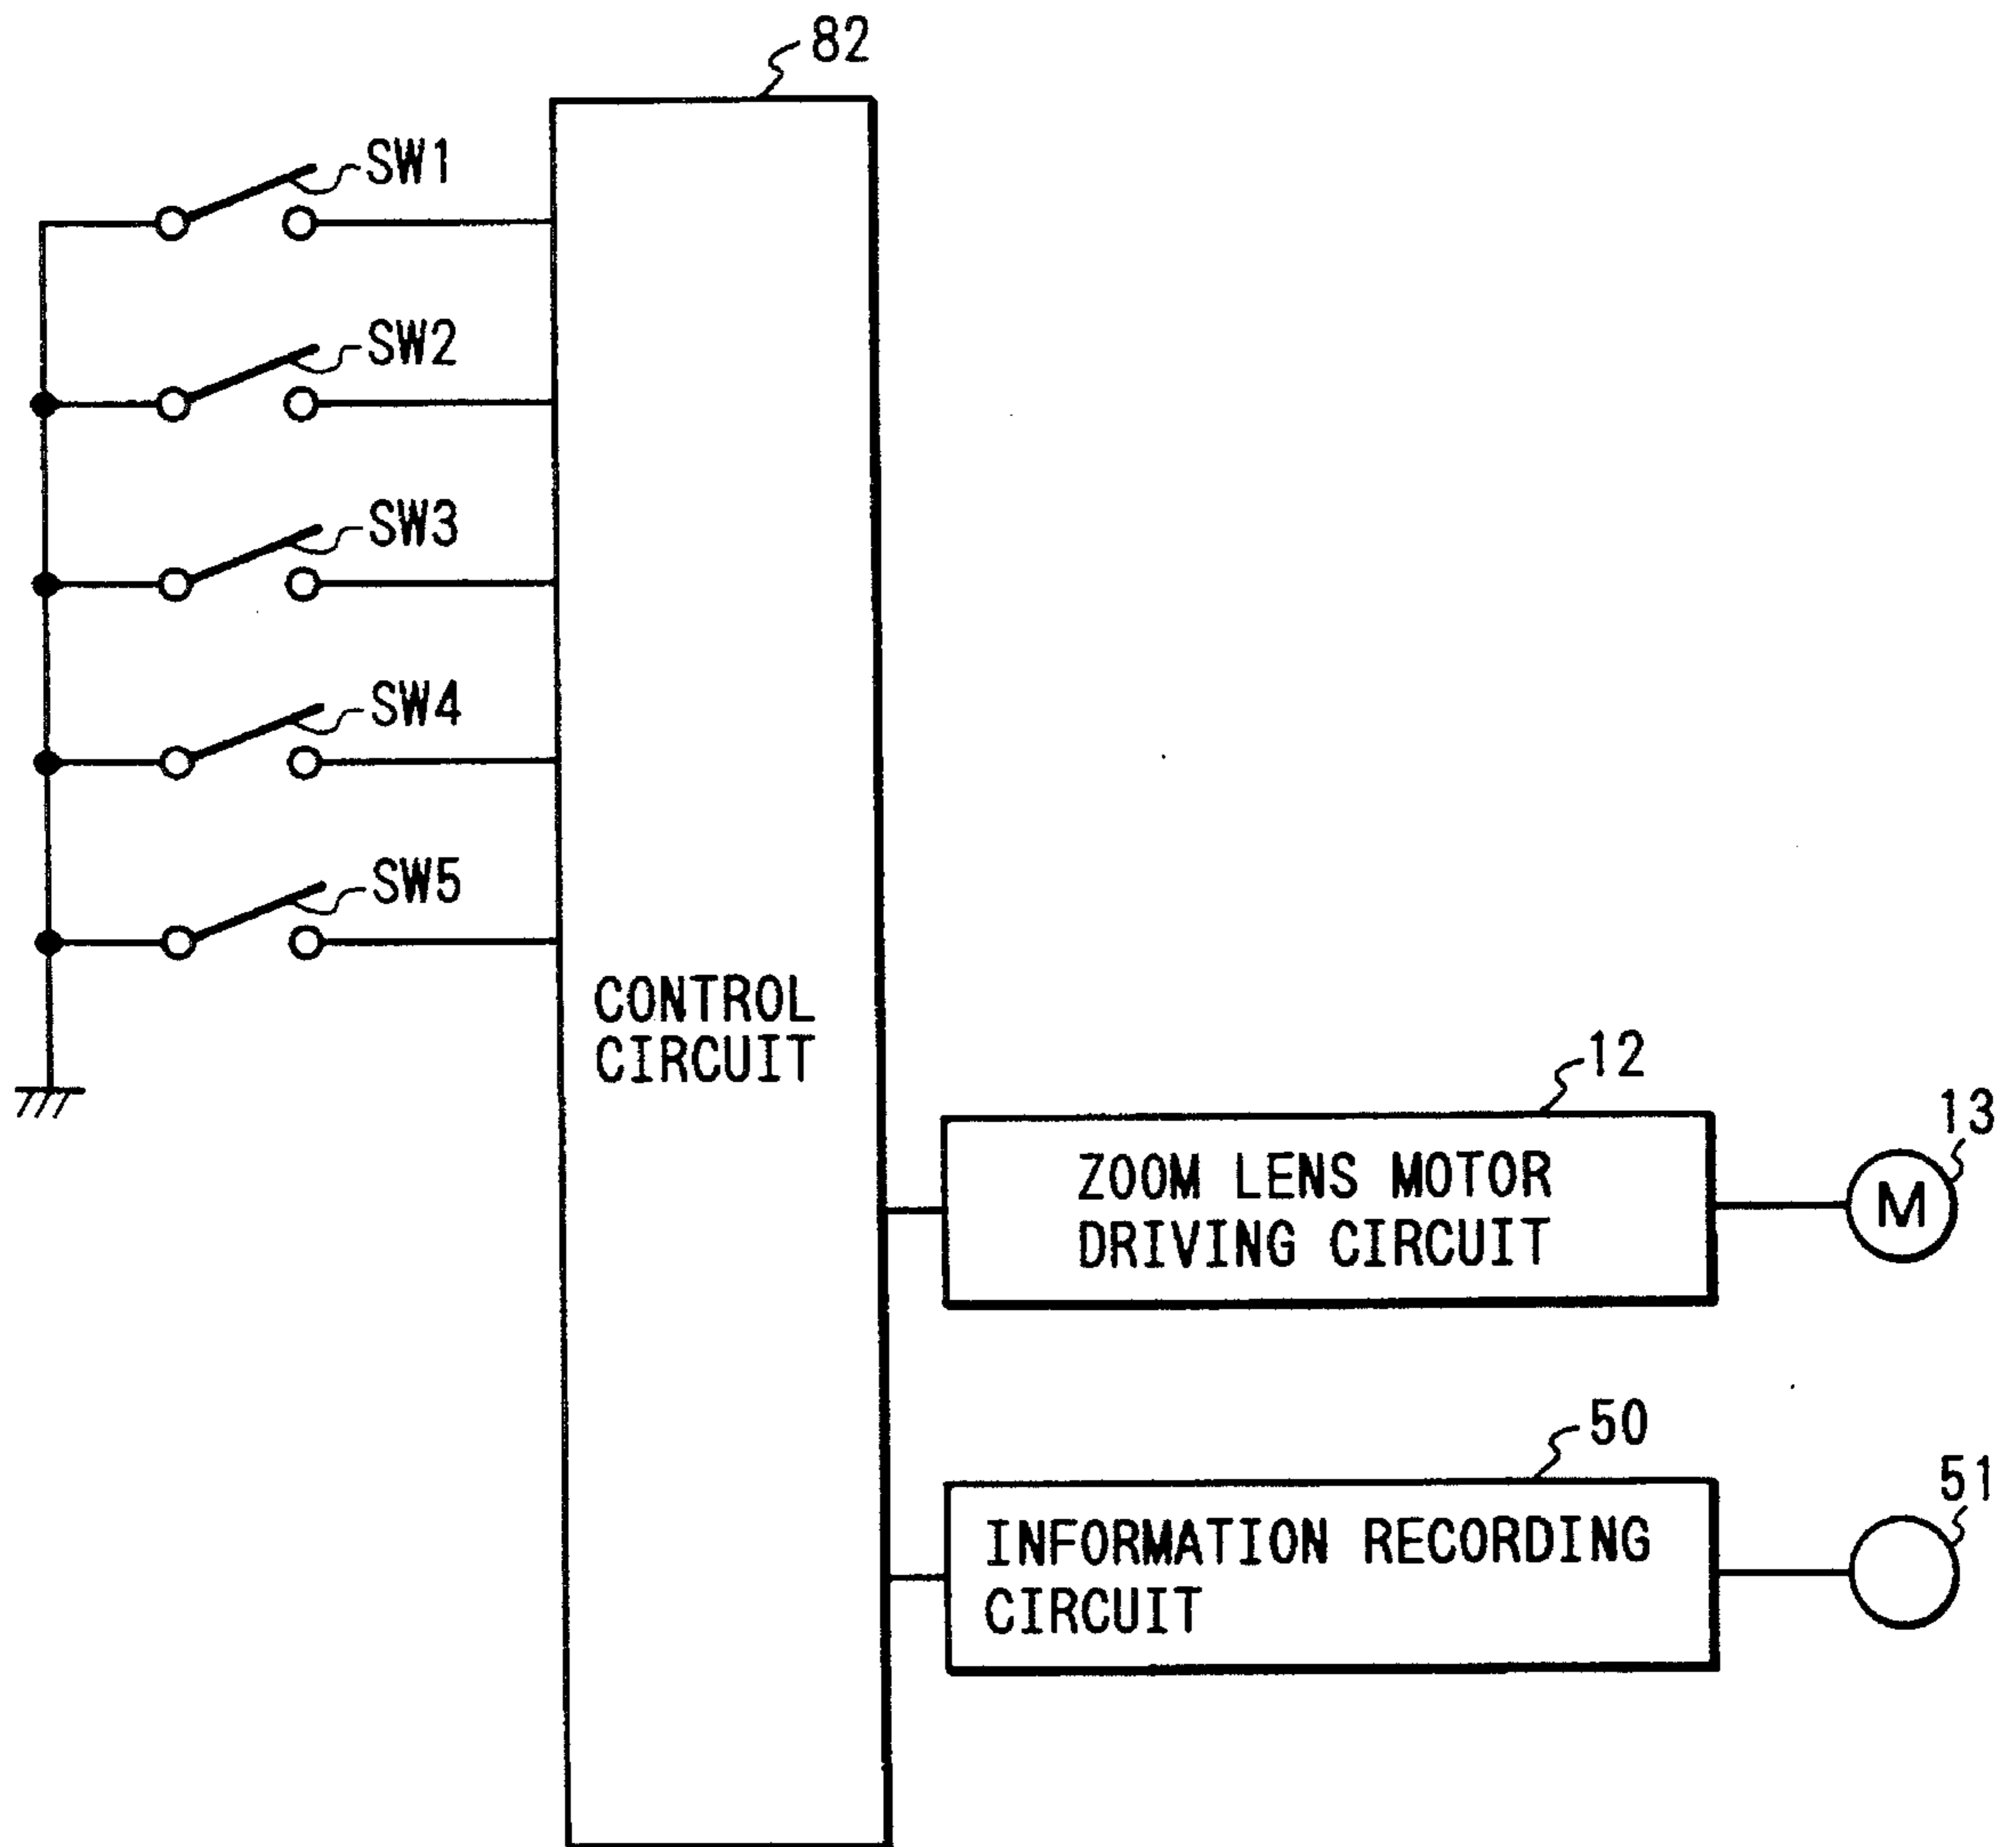 82
SW1
SW2
SW3
SW4
SW5
CONTROL
CIRCUIT
12
13
ZOOM LENS MOTOR
DRIVING CIRCUIT
M
50
51
INFORMATION RECORDING
CIRCUIT